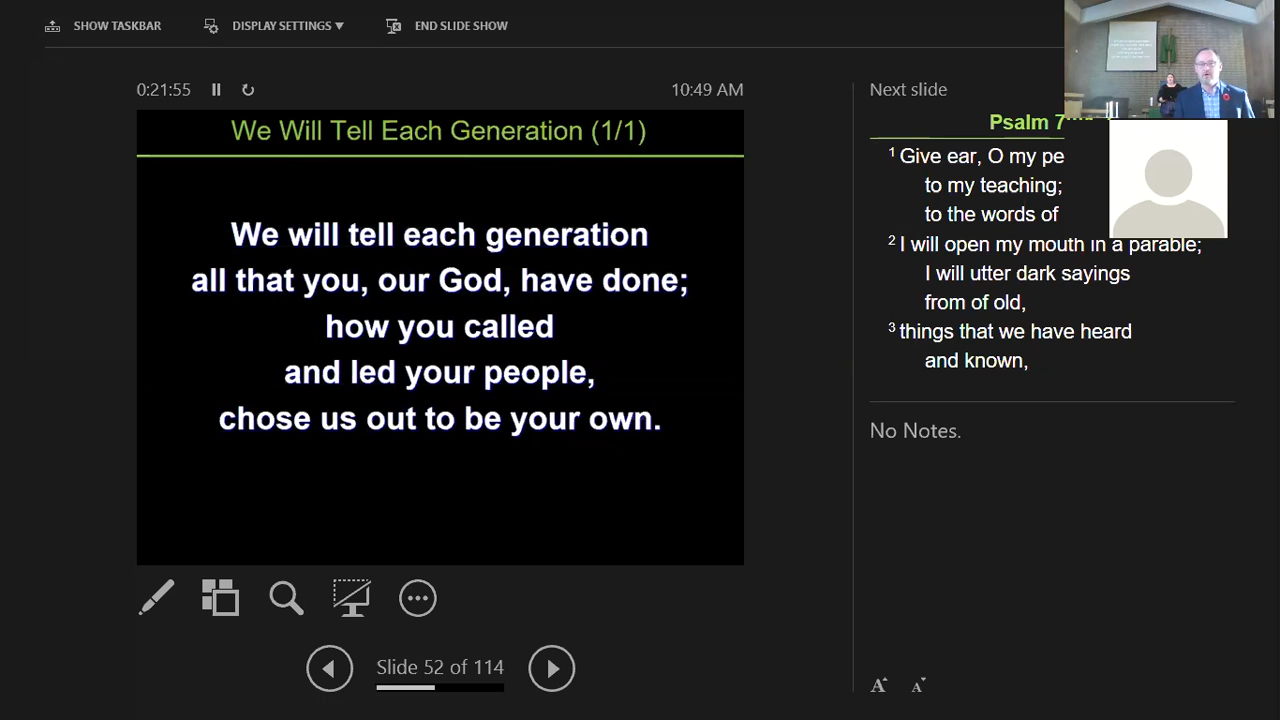 SHOW TASKBAR
DISPLAY SETTINGS
END SLIDE SHOW
0:21:55
10:49 AM
We Will Tell Each Generation (1/1)
We will tell each generation
all that you, our God, have done;
how you called
and led your people,
chose us out to be your own.
Slide 52 of 114
Next slide
Psalm 7
1 Give ear, O my
to my teaching;
to the words of
2 I will open my mouth in a parable;
I will utter dark sayings
from of old,
3 things that we have heard
and known,
No Notes.
A A